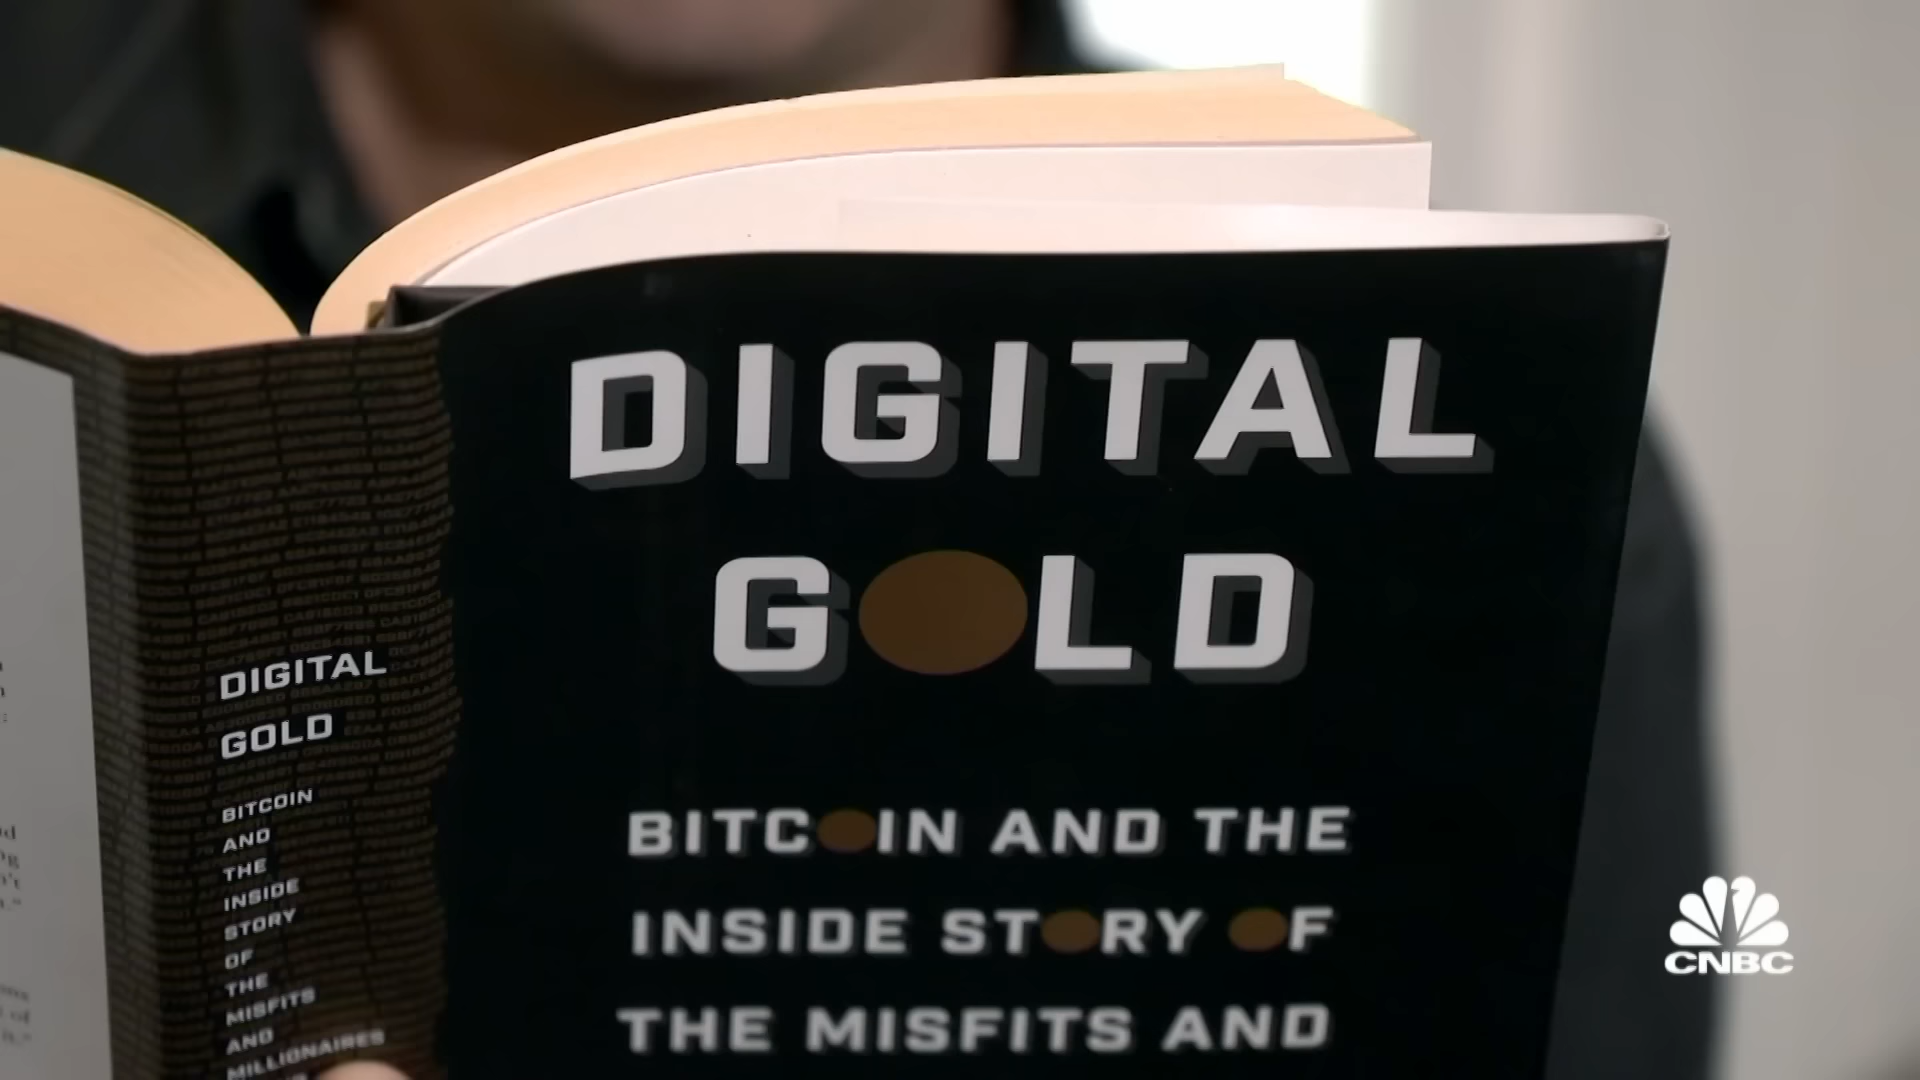 DIGITAL
GOLD
BITCOIN AND THE
INSIDE STORY OF
THE MISFITS AND
DIGITAL
GOLD
BITCOIN
AND
THE
INSIDE
STORY
OF
THE
MISFITS
AND
MILLIONAIRES
CNBC